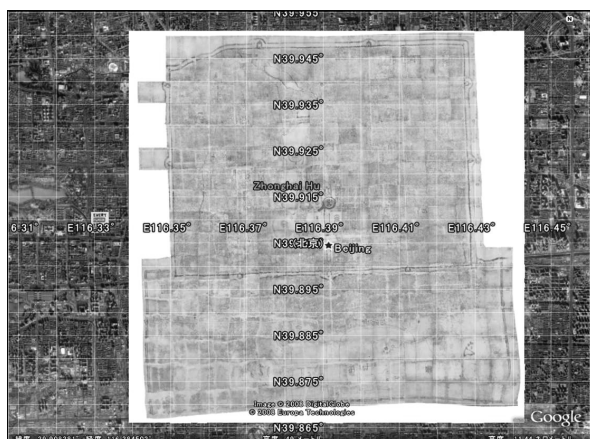 N39.955
N39.945°
N39.935°
N39.925°
Zhonghai Hu
N39.915°
E116.33° E116.35° E116.37° E116.39° E116.41° E116.43° E116.45°
(北京) Beijing
N39.895°
N39.885°
N39.875°
Image © 2008 DigitalGlobe
© 2008 Europa Technologies
Google
N39.865°